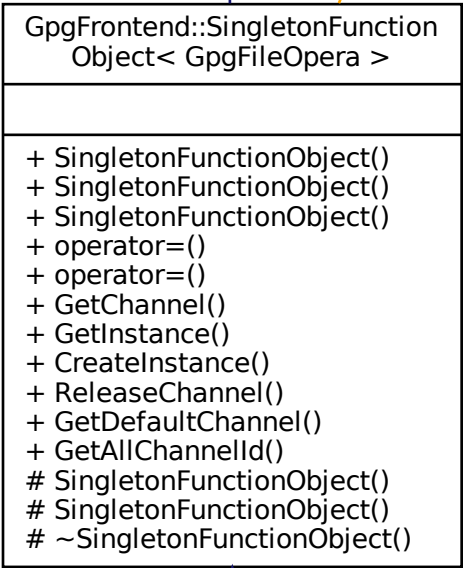 GpgFrontend::SingletonFunction
Object< GpgFileOpera >
+ SingletonFunctionObject()
+ SingletonFunctionObject()
+ SingletonFunctionObject()
+ operator=()
+ operator=()
+ GetChannel()
+ GetInstance()
+ CreateInstance()
+ ReleaseChannel()
+ GetDefaultChannel()
+ GetAllChannelId()
# SingletonFunctionObject()
# SingletonFunctionObject()
# ~SingletonFunctionObject()